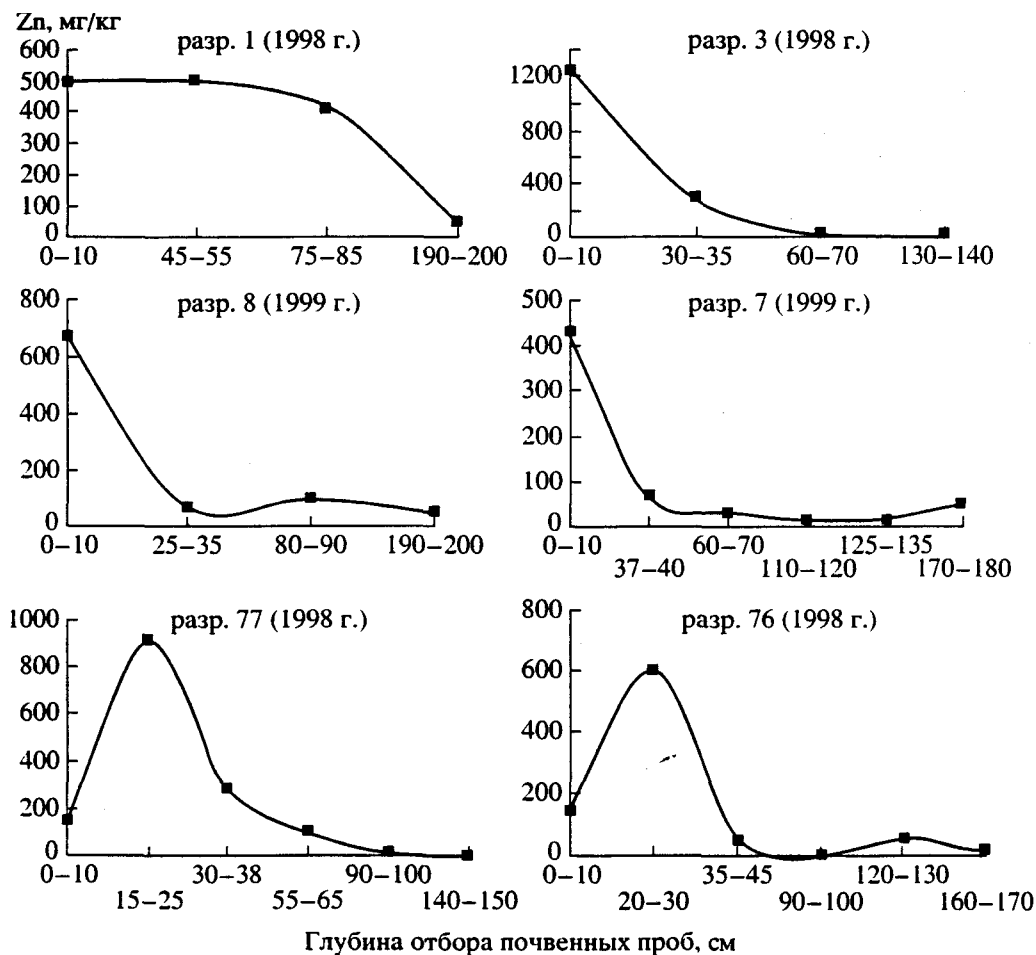 Zn, мг/кг
разр. 1 (1998 г.)
600
500
400
300
200
100
0
0–10 45–55 75–85 190–200
разр. 3 (1998 г.)
1200
800
400
0
0–10 30–35 60–70 130–140
разр. 8 (1999 г.)
800
600
400
200
0
0–10 25–35 80–90 190–200
разр. 7 (1999 г.)
500
400
300
200
100
0
0–10 60–70 125–135
37–40 110–120 170–180
разр. 77 (1998 г.)
1000
800
600
400
200
0
0–10 30–38 90–100
15–25 55–65 140–150
разр. 76 (1998 г.)
800
600
400
200
0
0–10 35–45 120–130
20–30 90–100 160–170
Глубина отбора почвенных проб, см